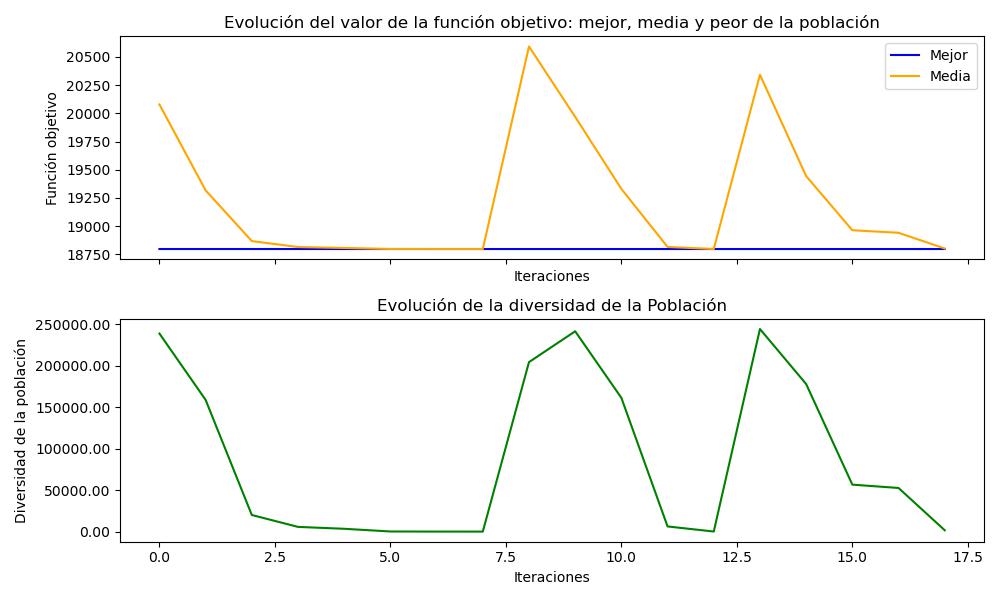 Evolución del valor de la función objetivo: mejor, media y peor de la población
Función objetivo
20500
20250
20000
19750
19500
19250
19000
18750
Mejor
Media
Iteraciones
Evolución de la diversidad de la Población
Diversidad de la población
250000.00
200000.00
150000.00
100000.00
50000.00
0.00
0.0 2.5 5.0 7.5 10.0 12.5 15.0 17.5
Iteraciones